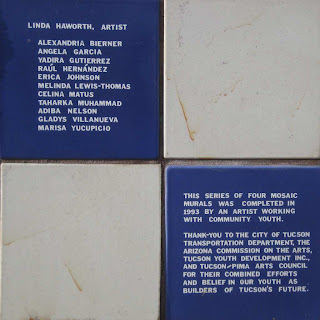 LINDA HAWORTH, ARTIST
ALEXANDRIA BIERNER
ANGELA GARCIA
YADIRA GUTIERREZ
RAÚL HERNÁNDEZ
ERICA JOHNSON
MELINDA LEWIS-THOMAS
CELINA MATUS
TAHARKA MUHAMMAD
ADIBA NELSON
GLADYS VILLANUEVA
MARISA YUCUPICIO
THIS SERIES OF FOUR MOSAIC
MURALS WAS COMPLETED IN
1993 BY AN ARTIST WORKING
WITH COMMUNITY YOUTH.
THANK-YOU TO THE CITY OF TUCSON
TRANSPORTATION DEPARTMENT, THE
ARIZONA COMMISSION ON THE ARTS,
TUCSON YOUTH DEVELOPMENT INC.,
AND TUCSON/PIMA ARTS COUNCIL
FOR THEIR COMBINED EFFORTS
AND BELIEF IN OUR YOUTH AS
BUILDERS OF TUCSON'S FUTURE.